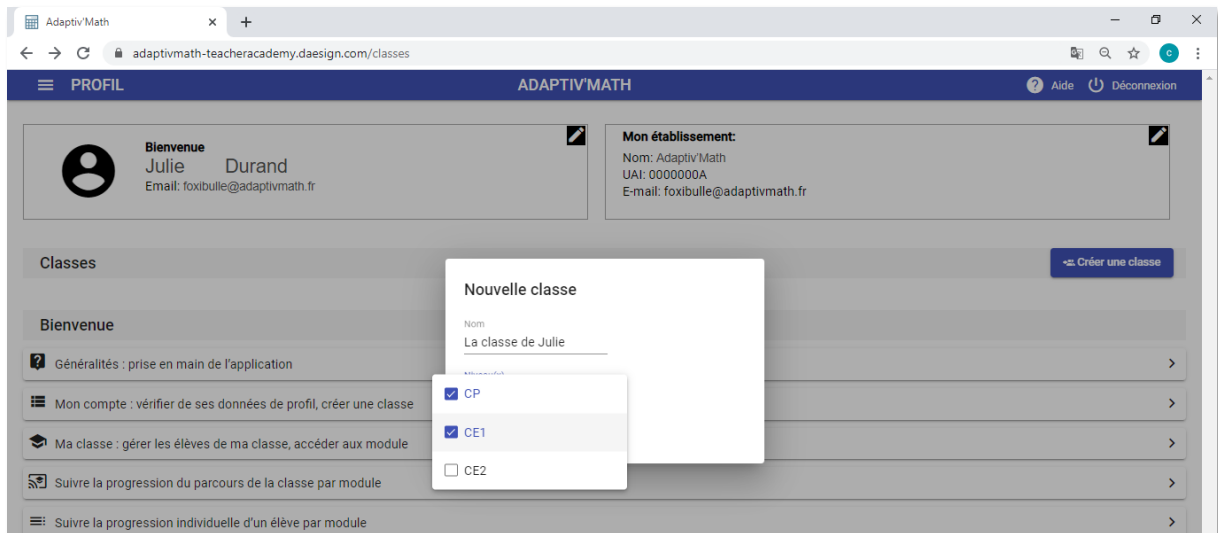 Adaptiv'Math
adaptivmath-teacheracademy.daesign.com/classes
c
PROFIL
ADAPTIV'MATH
Aide
Déconnexion
Bienvenue
Julie Durand
Email: foxibulle@adaptivmath.fr
Mon établissement:
Nom: Adaptiv'Math
UAI: 0000000A
E-mail: foxibulle@adaptivmath.fr
Classes
Créer une classe
Nouvelle classe
Nom
La classe de Julie
Niveau(x)
CP
CE1
CE2
Bienvenue
Généralités : prise en main de l'application
Mon compte : vérifier de ses données de profil, créer une classe
Ma classe : gérer les élèves de ma classe, accéder aux module
Suivre la progression du parcours de la classe par module
Suivre la progression individuelle d'un élève par module